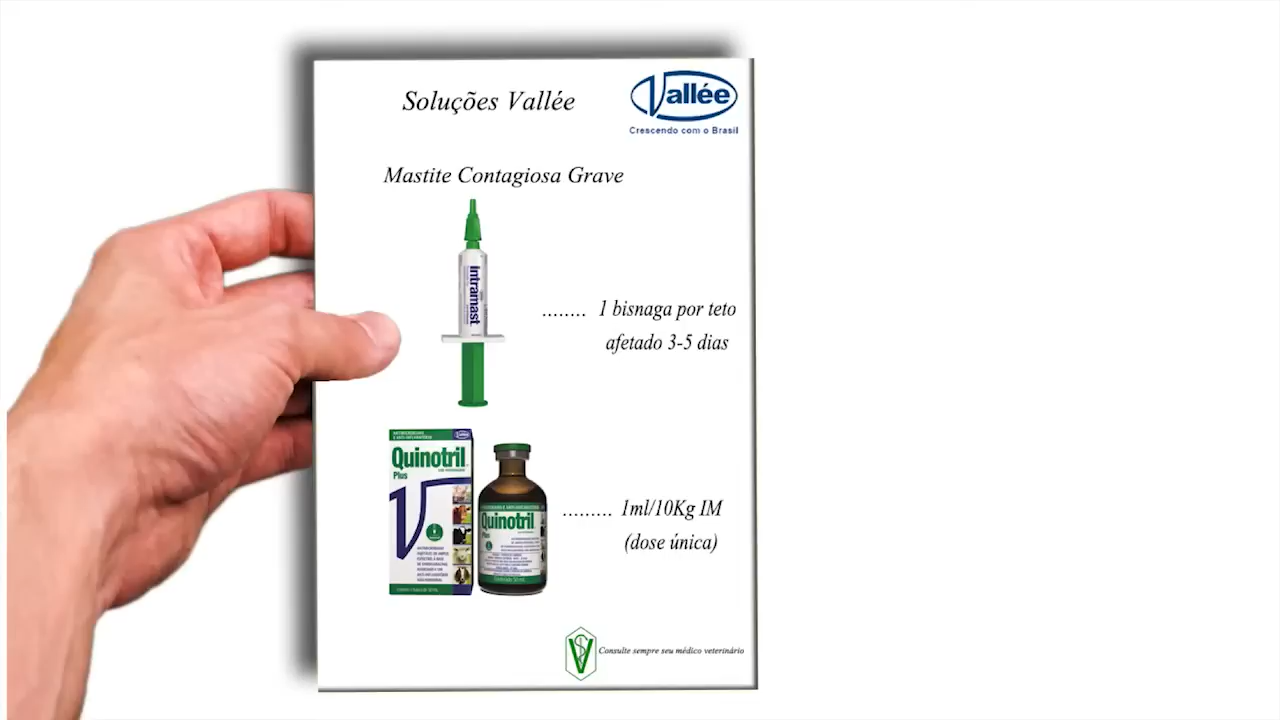 Soluções Vallée
Vallée
Crescendo com o Brasil
Mastite Contagiosa Grave
Intramast
........ 1 bisnaga por teto
afetado 3-5 dias
Quinotril
Plus
Quinotril
Plus
......... 1ml/10Kg IM
(dose única)
Consulte sempre seu médico veterinário